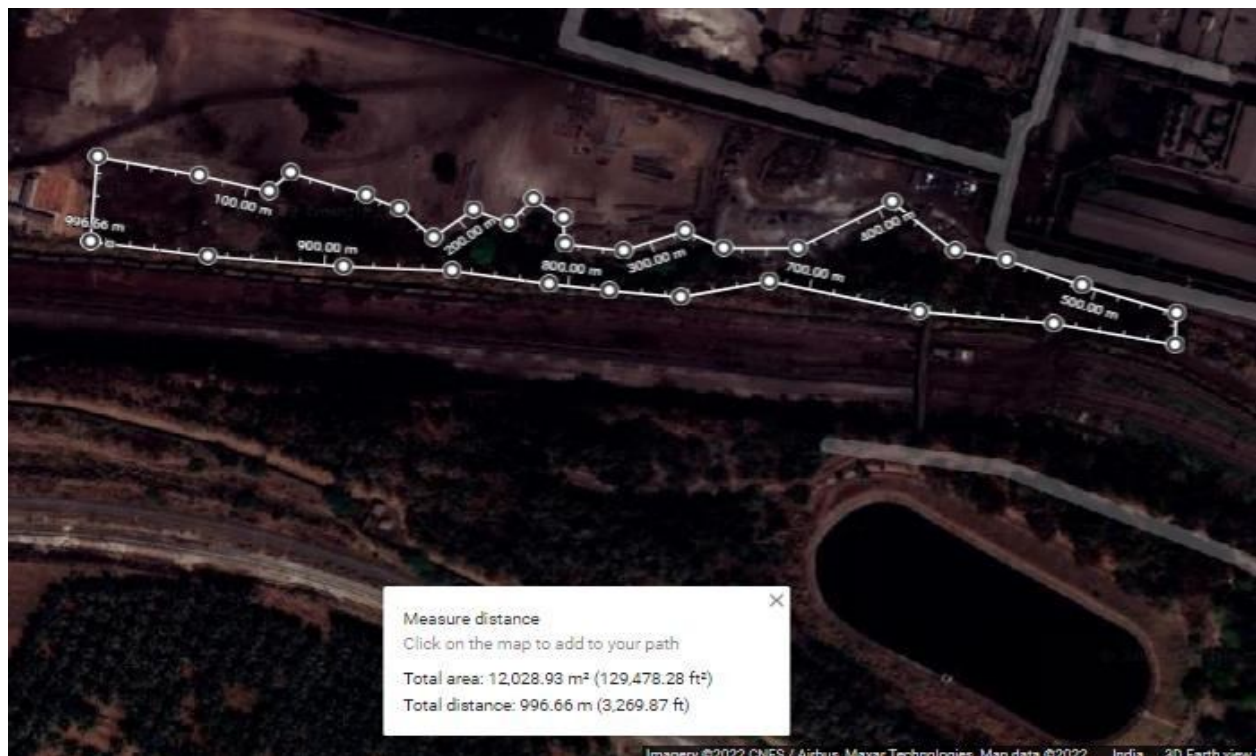 100.00 m
200.00 m
400.00 m
996.66 m
900.00 m
800.00 m
300.00 m
700.00 m
500.00 m
Measure distance
Click on the map to add to your path
Total area: 12,028.93 m² (129,478.28 ft²)
Total distance: 996.66 m (3,269.87 ft)
Imagery ©2022 CNES / Airbus, Maxar Technologies, Map data ©2022 India 3D Earth view